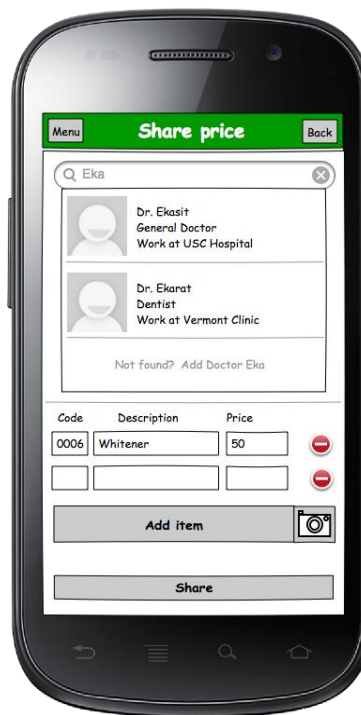 Menu Share price Back
Eka
Dr. Ekasit
General Doctor
Work at USC Hospital
Dr. Ekarat
Dentist
Work at Vermont Clinic
Not found? Add Doctor Eka
Code Description Price
0006 Whitener 50
Add item
Share